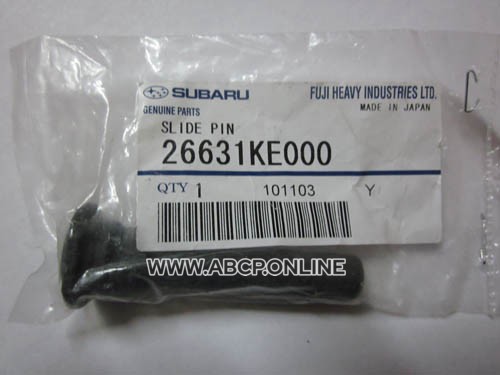 SUBARU
FUJI HEAVY INDUSTRIES LTD.
GENUINE PARTS
MADE IN JAPAN
SLIDE PIN
26631KE000
QTY 1 101103 Y
WWW.ABCP.ONLINE